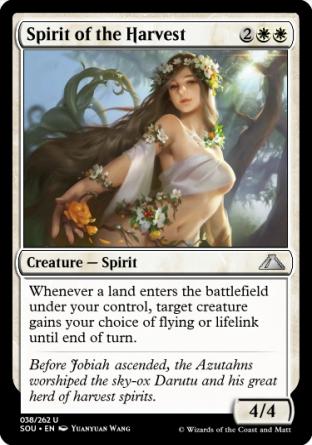 Spirit of the Harvest 2
Creature — Spirit
Whenever a land enters the battlefield
under your control, target creature
gains your choice of flying or lifelink
until end of turn.
Before Jobiah ascended, the Azutahns
worshiped the sky-ox Darutu and his great
herd of harvest spirits.
4/4
038/262 U
SOU • EN Yuanyuan Wang
© Wizards of the Coast and Matt